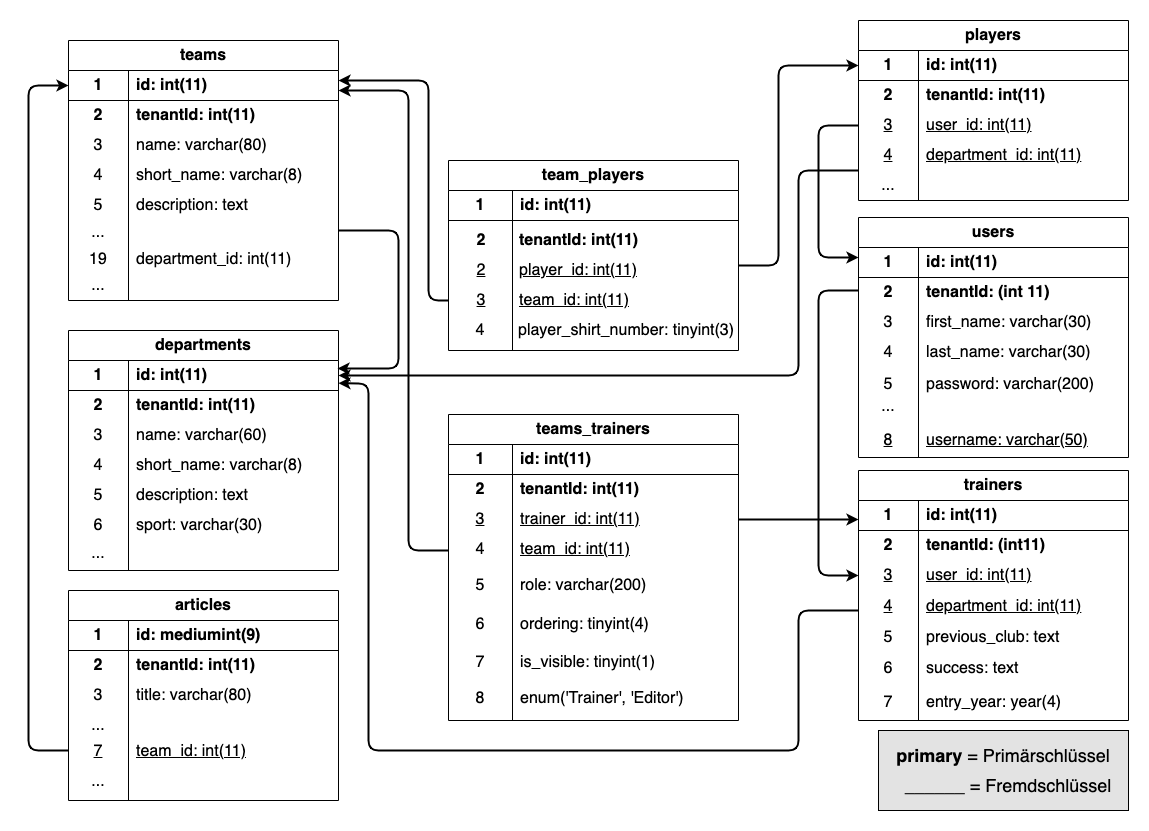 teams
1 id: int(11)
2 tenantId: int(11)
3 name: varchar(80)
4 short_name: varchar(8)
5 description: text
...
19 department_id: int(11)
...
departments
1 id: int(11)
2 tenantId: int(11)
3 name: varchar(60)
4 short_name: varchar(8)
5 description: text
6 sport: varchar(30)
...
articles
1 id: mediumint(9)
2 tenantId: int(11)
3 title: varchar(80)
...
7 team_id: int(11)
...
team_players
1 id: int(11)
2 tenantId: int(11)
2 player_id: int(11)
3 team_id: int(11)
4 player_shirt_number: tinyint(3)
teams_trainers
1 id: int(11)
2 tenantId: int(11)
3 trainer_id: int(11)
4 team_id: int(11)
5 role: varchar(200)
6 ordering: tinyint(4)
7 is_visible: tinyint(1)
8 enum('Trainer', 'Editor')
players
1 id: int(11)
2 tenantId: int(11)
3 user_id: int(11)
4 department_id: int(11)
...
users
1 id: int(11)
2 tenantId: (int 11)
3 first_name: varchar(30)
4 last_name: varchar(30)
5 password: varchar(200)
...
8 username: varchar(50)
trainers
1 id: int(11)
2 tenantId: (int11)
3 user_id: int(11)
4 department_id: int(11)
5 previous_club: text
6 success: text
7 entry_year: year(4)
primary = Primärschlüssel
______ = Fremdschlüssel